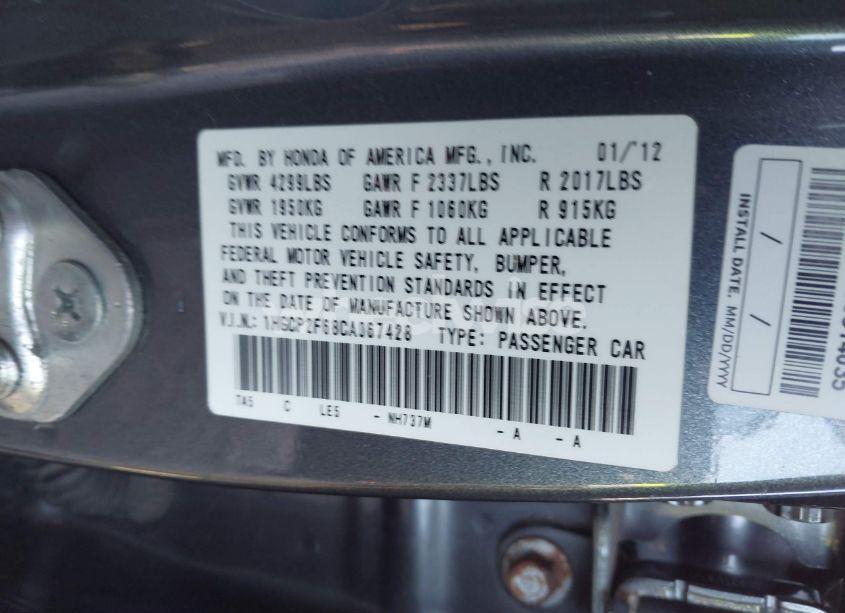 MFD. BY HONDA OF AMERICA MFG., INC. 01/'12
GVWR 4299LBS GAWR F 2337LBS R 2017LBS
GVWR 1950KG GAWR F 1060KG R 915KG
THIS VEHICLE CONFORMS TO ALL APPLICABLE
FEDERAL MOTOR VEHICLE SAFETY, BUMPER,
AND THEFT PREVENTION STANDARDS IN EFFECT
ON THE DATE OF MANUFACTURE SHOWN ABOVE.
V.I.N.: 1HGCP2F68CA067428 TYPE: PASSENGER CAR
TA5 C LE5 - NH737M - A - A
INSTALL DATE. MM/DD/YYYY
/ /